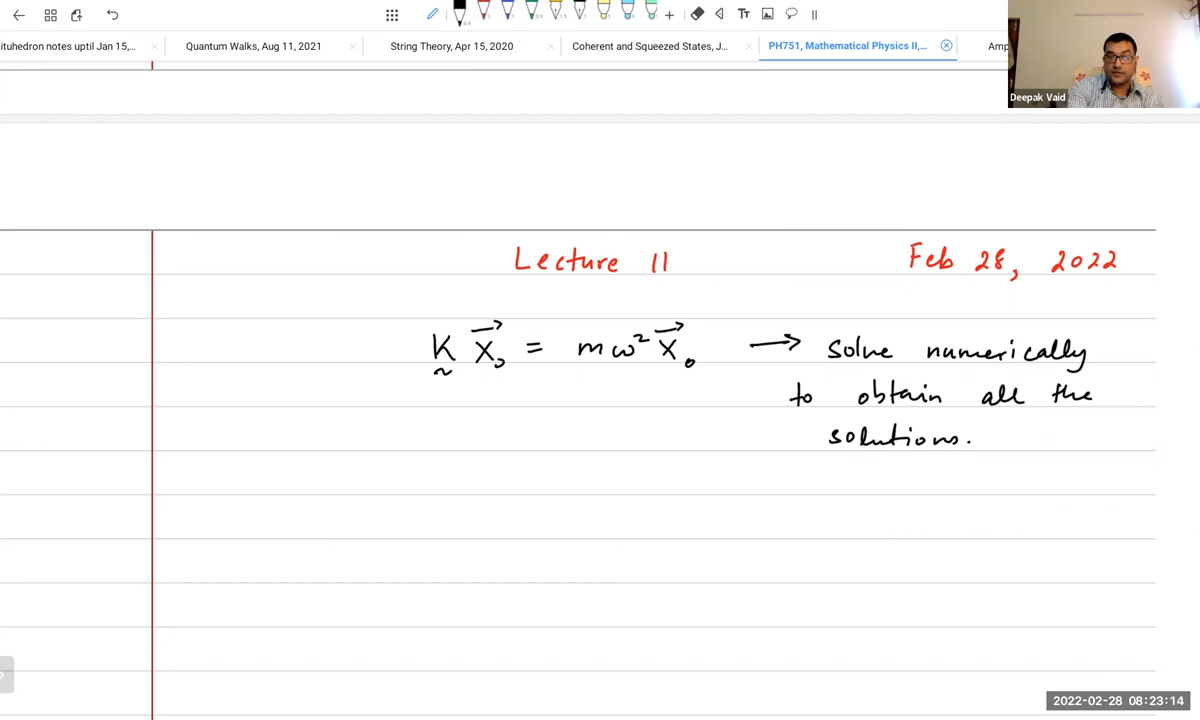 ituhedron notes uptil Jan 15,...
Quantum Walks, Aug 11, 2021
String Theory, Apr 15, 2020
Coherent and Squeezed States, J...
PH751, Mathematical Physics II,...
Amp
Deepak Vaid
Lecture 11 Feb 28, 2022
K X₀ = mω² X₀ → solve numerically
to obtain all the
solutions.
2022-02-28 08:23:14